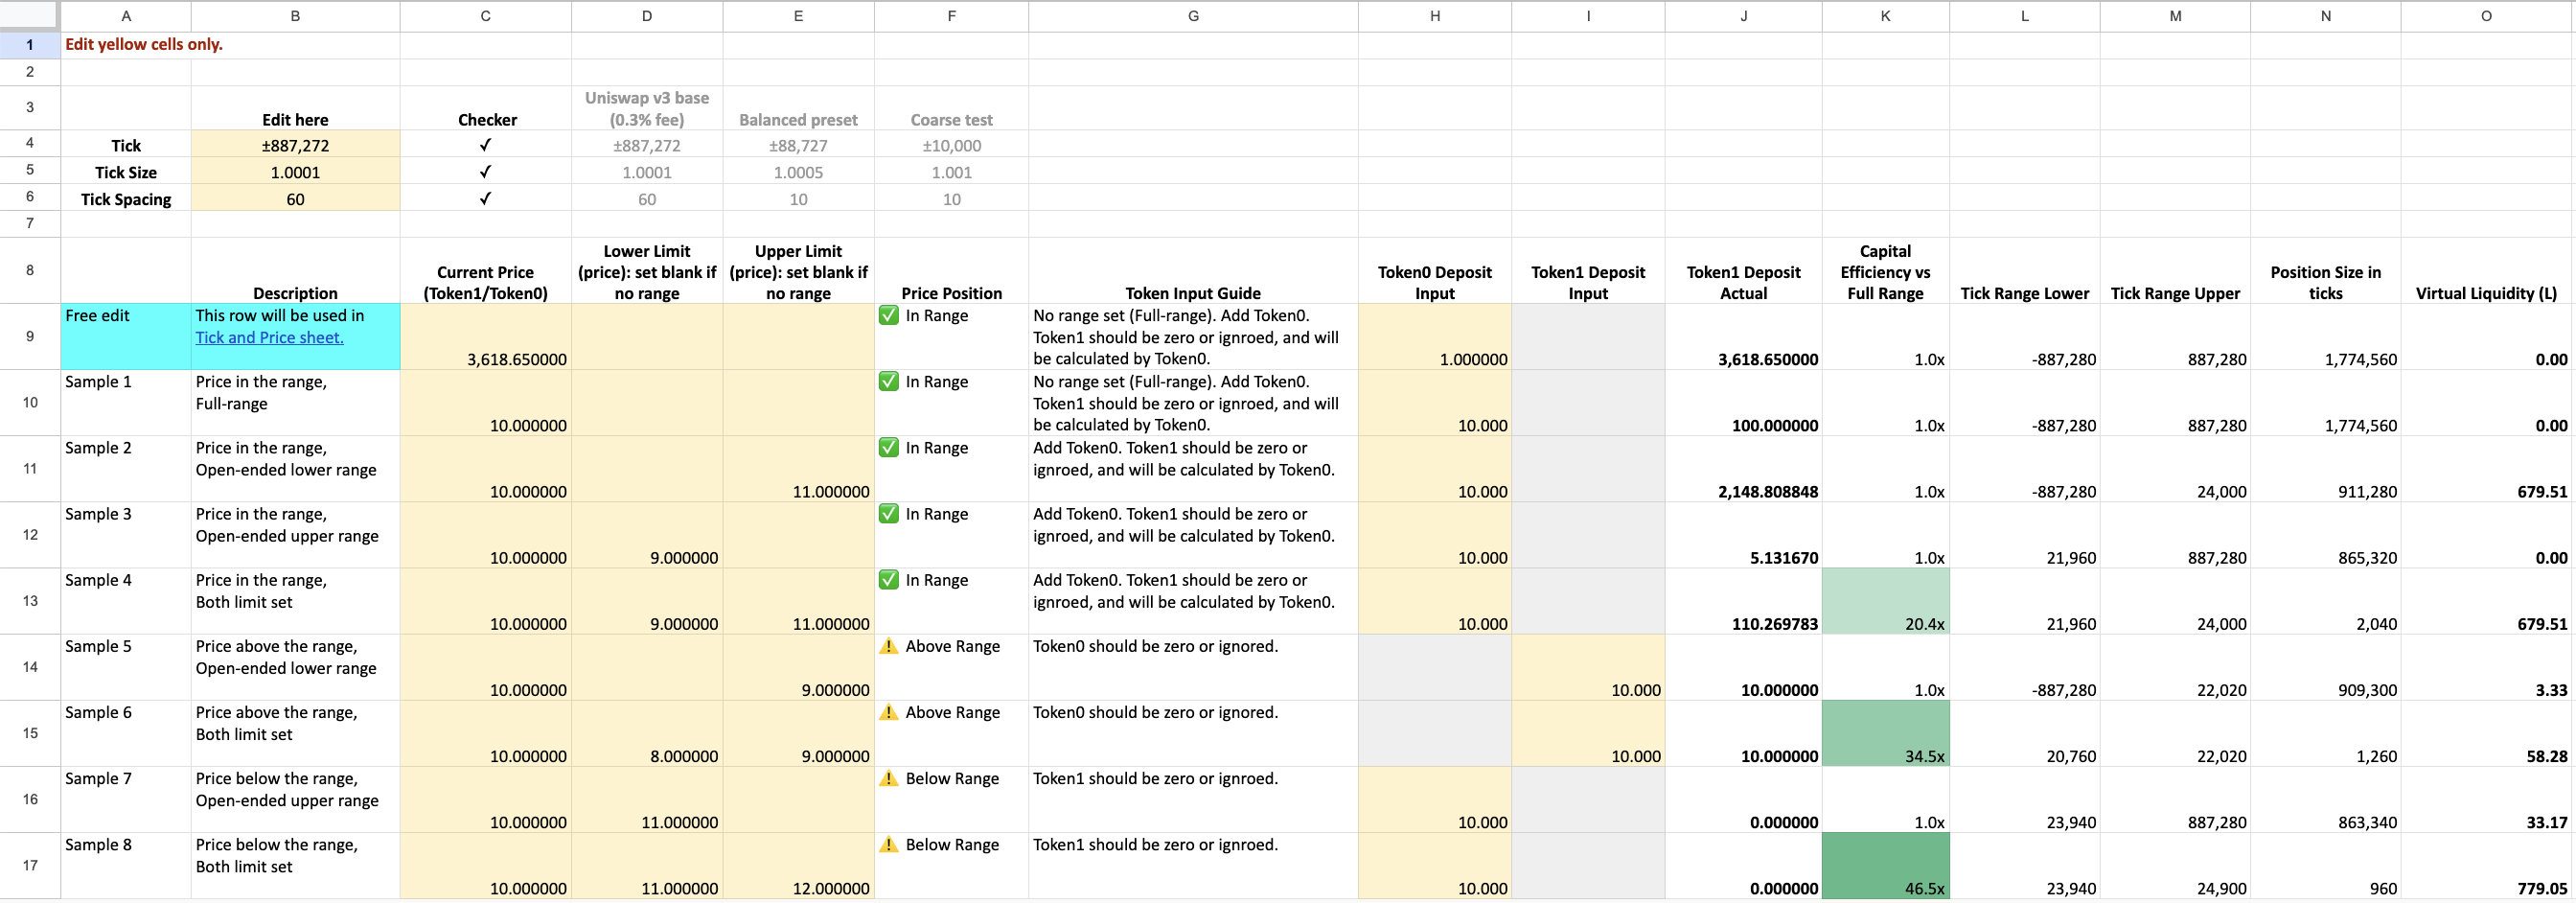 A B C D E F G H I J K L M N O
1 Edit yellow cells only.
2
3 Edit here Checker Uniswap v3 base (0.3% fee) Balanced preset Coarse test
4 Tick ±887,272 ✓ ±887,272 ±88,727 ±10,000
5 Tick Size 1.0001 ✓ 1.0001 1.0005 1.001
6 Tick Spacing 60 ✓ 60 10 10
7
8 Description Current Price (Token1/Token0) Lower Limit (price): set blank if no range Upper Limit (price): set blank if no range Price Position Token Input Guide Token0 Deposit Input Token1 Deposit Input Token1 Deposit Actual Capital Efficiency vs Full Range Tick Range Lower Tick Range Upper Position Size in ticks Virtual Liquidity (L)
9 Free edit This row will be used in Tick and Price sheet. 3,618.650000 ✅ In Range No range set (Full-range). Add Token0. Token1 should be zero or ignroed, and will be calculated by Token0. 1.000000 3,618.650000 1.0x -887,280 887,280 1,774,560 0.00
10 Sample 1 Price in the range, Full-range 10.000000 ✅ In Range No range set (Full-range). Add Token0. Token1 should be zero or ignroed, and will be calculated by Token0. 10.000 100.000000 1.0x -887,280 887,280 1,774,560 0.00
11 Sample 2 Price in the range, Open-ended lower range 10.000000 11.000000 ✅ In Range Add Token0. Token1 should be zero or ignroed, and will be calculated by Token0. 10.000 2,148.808848 1.0x -887,280 24,000 911,280 679.51
12 Sample 3 Price in the range, Open-ended upper range 10.000000 9.000000 ✅ In Range Add Token0. Token1 should be zero or ignroed, and will be calculated by Token0. 10.000 5.131670 1.0x 21,960 887,280 865,320 0.00
13 Sample 4 Price in the range, Both limit set 10.000000 9.000000 11.000000 ✅ In Range Add Token0. Token1 should be zero or ignroed, and will be calculated by Token0. 10.000 110.269783 20.4x 21,960 24,000 2,040 679.51
14 Sample 5 Price above the range, Open-ended lower range 10.000000 9.000000 ⚠️ Above Range Token0 should be zero or ignored. 10.000 10.000000 1.0x -887,280 22,020 909,300 3.33
15 Sample 6 Price above the range, Both limit set 10.000000 8.000000 9.000000 ⚠️ Above Range Token0 should be zero or ignored. 10.000 10.000000 34.5x 20,760 22,020 1,260 58.28
16 Sample 7 Price below the range, Open-ended upper range 10.000000 11.000000 ⚠️ Below Range Token1 should be zero or ignroed. 10.000 0.000000 1.0x 23,940 887,280 863,340 33.17
17 Sample 8 Price below the range, Both limit set 10.000000 11.000000 12.000000 ⚠️ Below Range Token1 should be zero or ignroed. 10.000 0.000000 46.5x 23,940 24,900 960 779.05